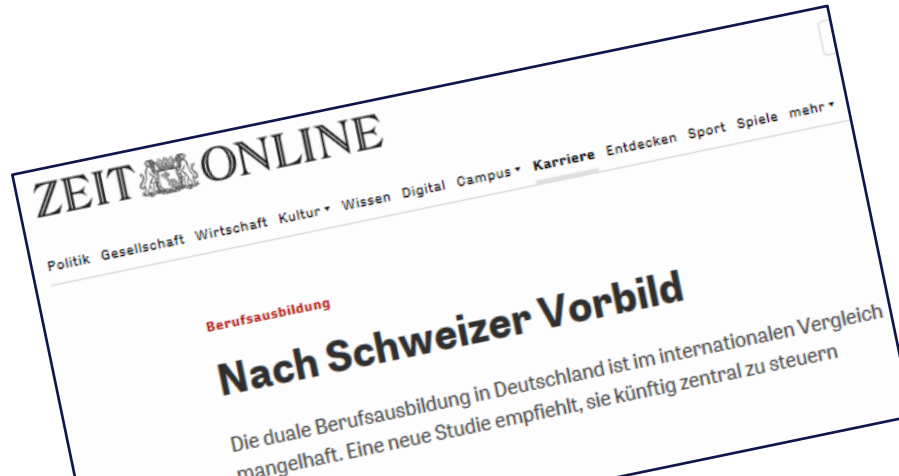 ZEIT ONLINE
Politik Gesellschaft Wirtschaft Kultur Wissen Digital Campus Karriere Entdecken Sport Spiele mehr
Berufsausbildung
Nach Schweizer Vorbild
Die duale Berufsausbildung in Deutschland ist im internationalen Vergleich
mangelhaft. Eine neue Studie empfiehlt, sie künftig zentral zu steuern